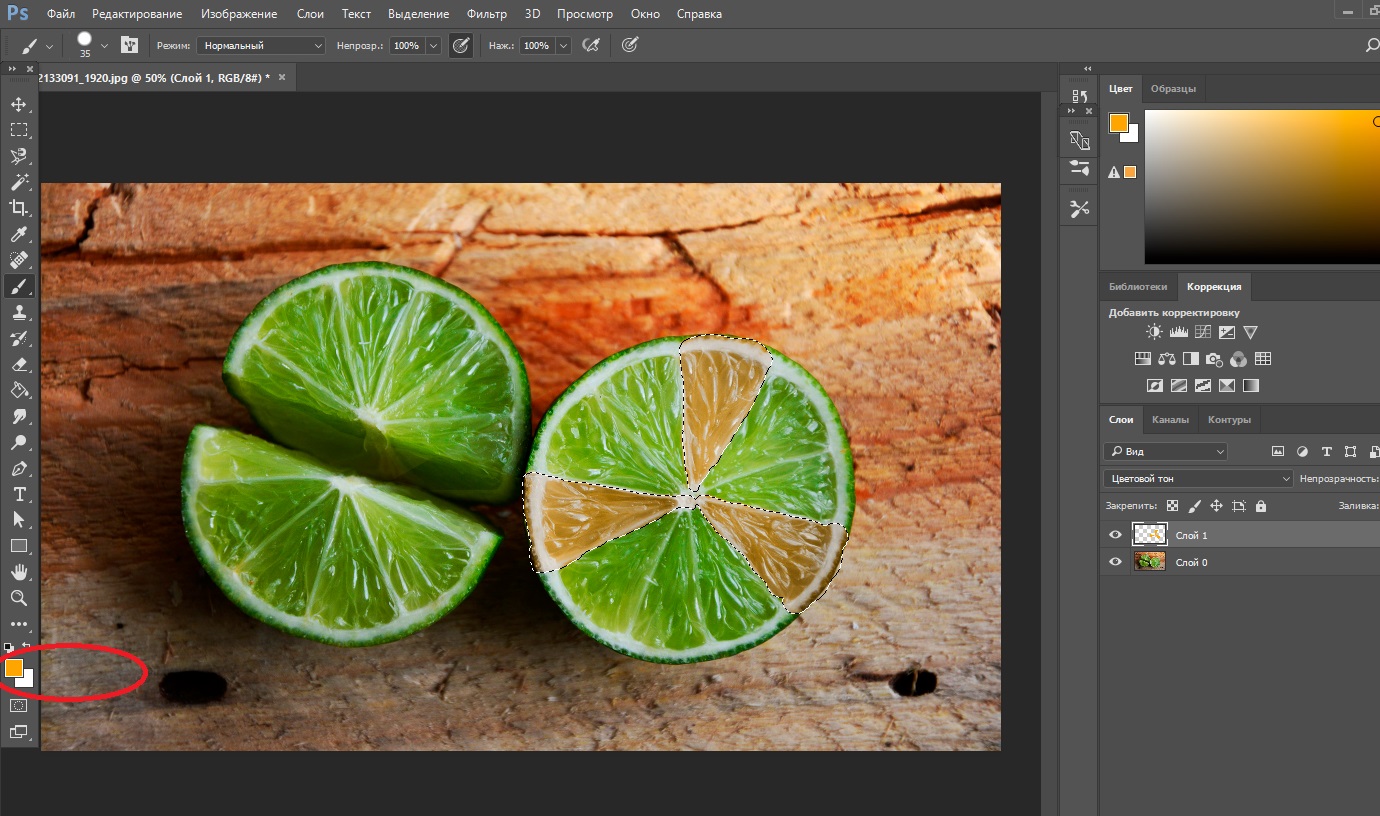 Ps Файл Редактирование Изображение Слои Текст Выделение Фильтр 3D Просмотр Окно Справка
35 Режим: Нормальный Непрозр.: 100% Наж.: 100%
2133091_1920.jpg @ 50% (Слой 1, RGB/8#) * ×
Цвет Образцы
Библиотеки Коррекция
Добавить корректировку
Слои Каналы Контуры
Вид
Цветовой тон Непрозрачность:
Закрепить: Заливка:
Слой 1
Слой 0